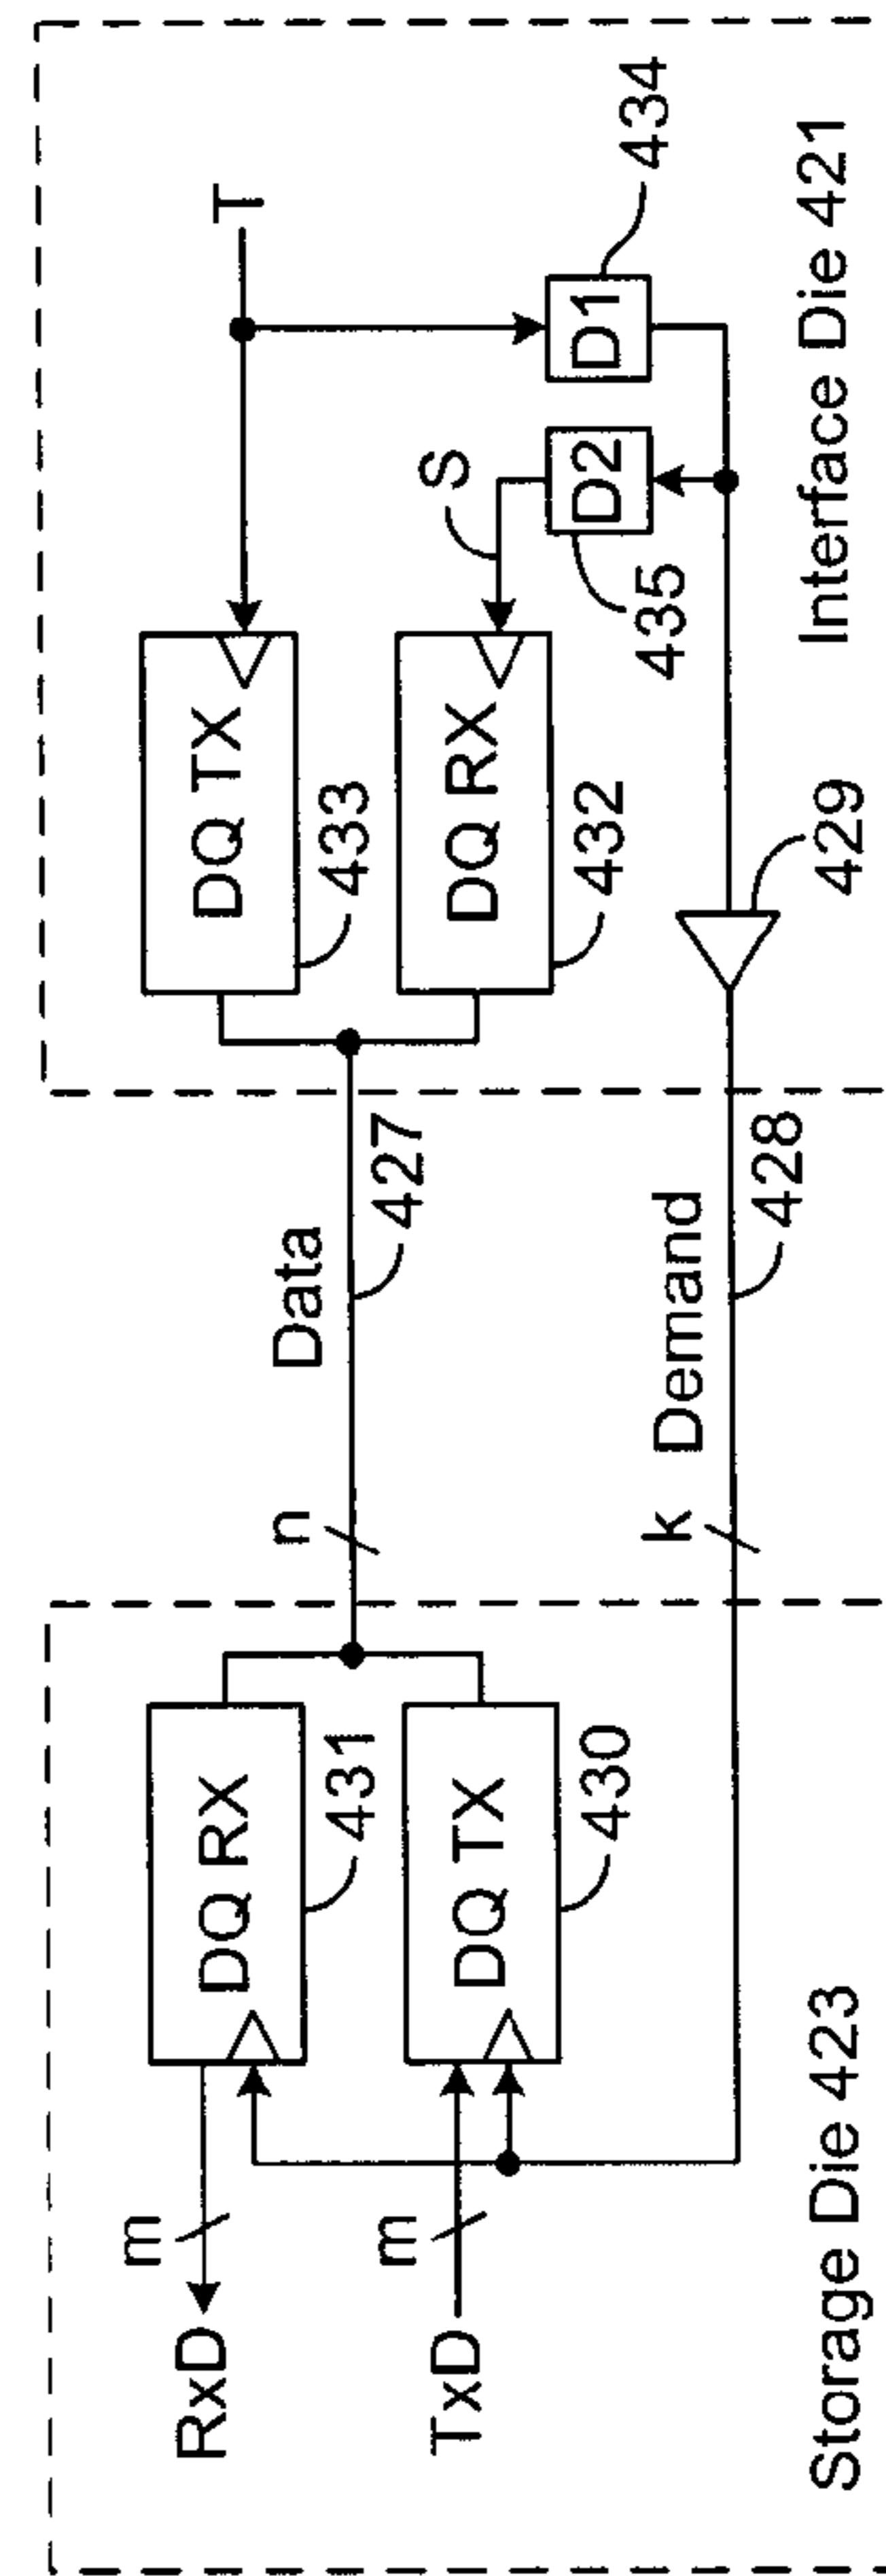 RxD
m
TxD
m
DQ RX
431
DQ TX
430
Storage Die 423
n
Data
427
k
Demand
428
DQ TX
433
DQ RX
432
429
T
S
D1
434
D2
435
Interface Die 421